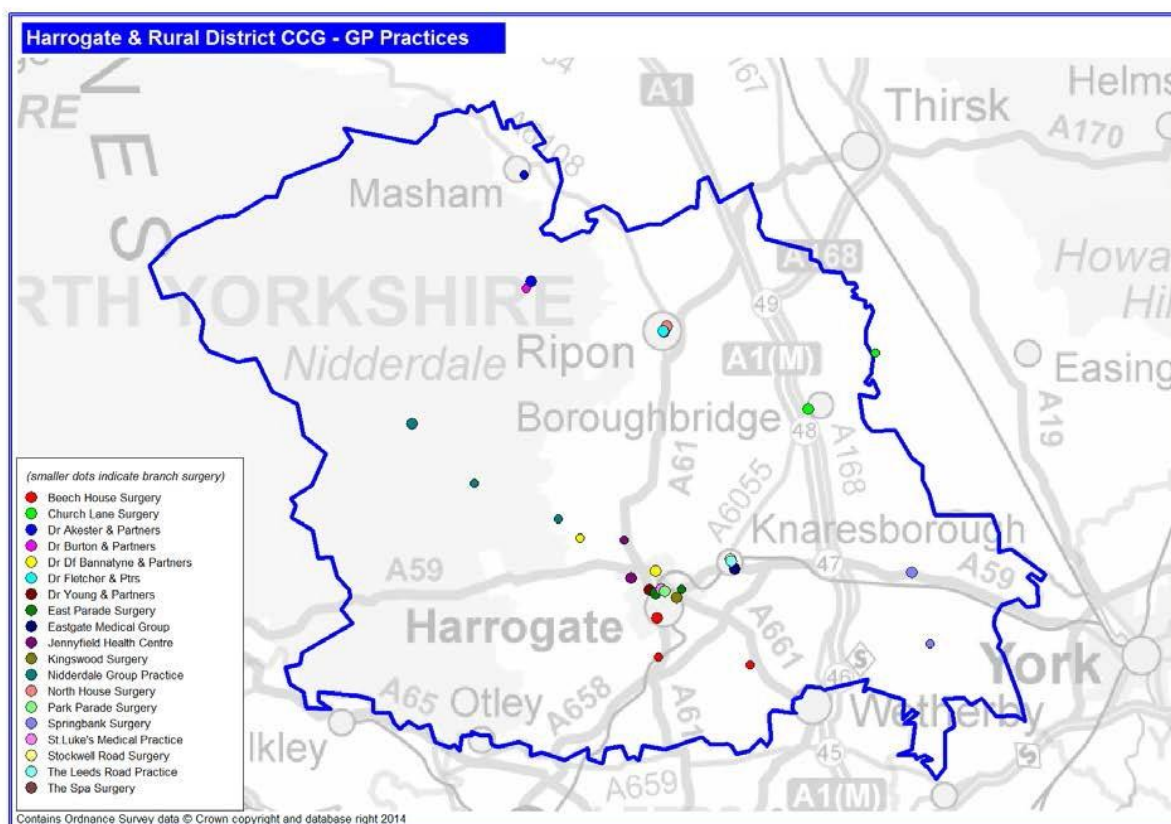 Harrogate & Rural District CCG - GP Practices
A1
Helms
Thirsk
A170
A6108
Masham
A168
Howa
Hil
RTH YORKSHIRE
Nidderdale
49
Ripon
A1(M)
Easing
Boroughbridge
48
A168
A19
A61
A6055
Knaresborough
A59
47
A59
Harrogate
A661
York
46
A65
Otley
A658
A61
Wetherby
lkley
45
A659
A1(M)
(smaller dots indicate branch surgery)
Beech House Surgery
Church Lane Surgery
Dr Akester & Partners
Dr Burton & Partners
Dr Df Bannatyne & Partners
Dr Fletcher & Ptrs
Dr Young & Partners
East Parade Surgery
Eastgate Medical Group
Jennyfield Health Centre
Kingswood Surgery
Nidderdale Group Practice
North House Surgery
Park Parade Surgery
Springbank Surgery
St.Luke's Medical Practice
Stockwell Road Surgery
The Leeds Road Practice
The Spa Surgery
Contains Ordnance Survey data © Crown copyright and database right 2014